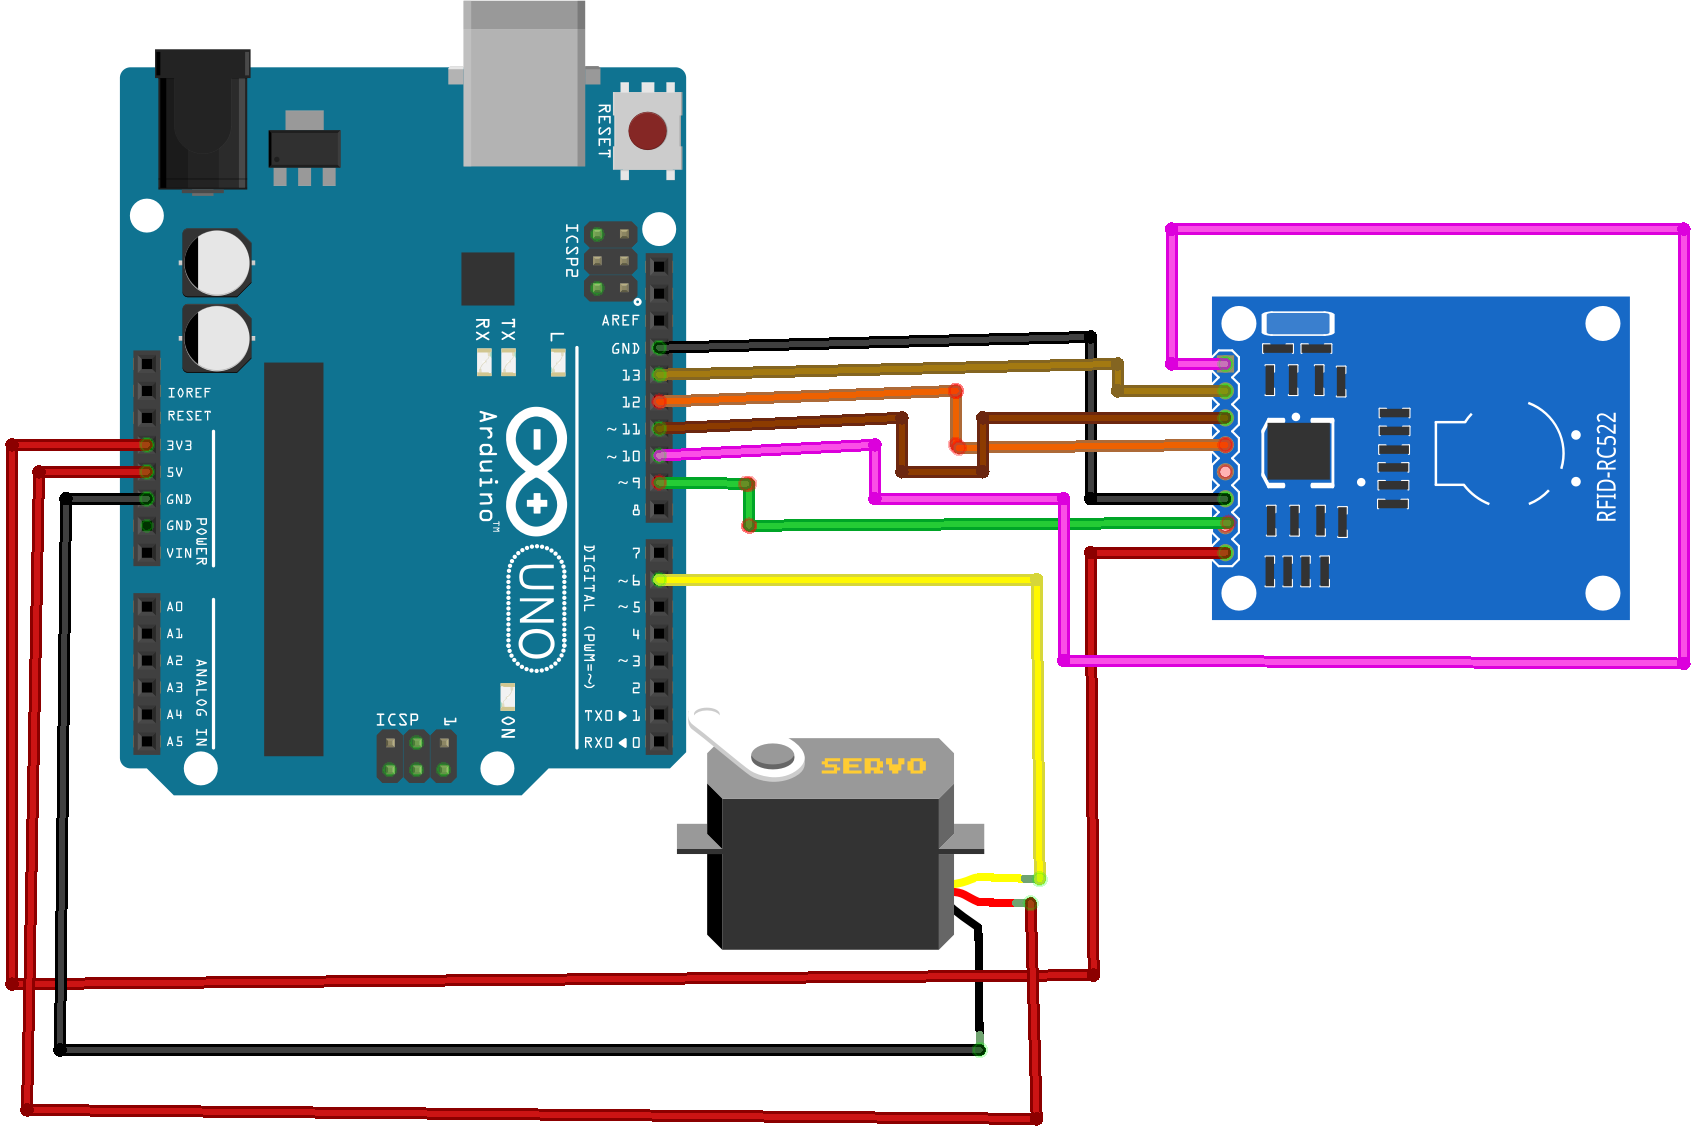 RESET
ICSP2
AREF
GND
13
12
~11
~10
~9
8
7
~6
~5
4
~3
2
TX0▶1
RX0◀0
DIGITAL (PWM=~)
RX
TX
L
Arduino™
UNO
ON
ICSP
1
IOREF
RESET
3V3
5V
GND
GND
VIN
POWER
A0
A1
A2
A3
A4
A5
ANALOG IN
SERVO
RFID-RC522